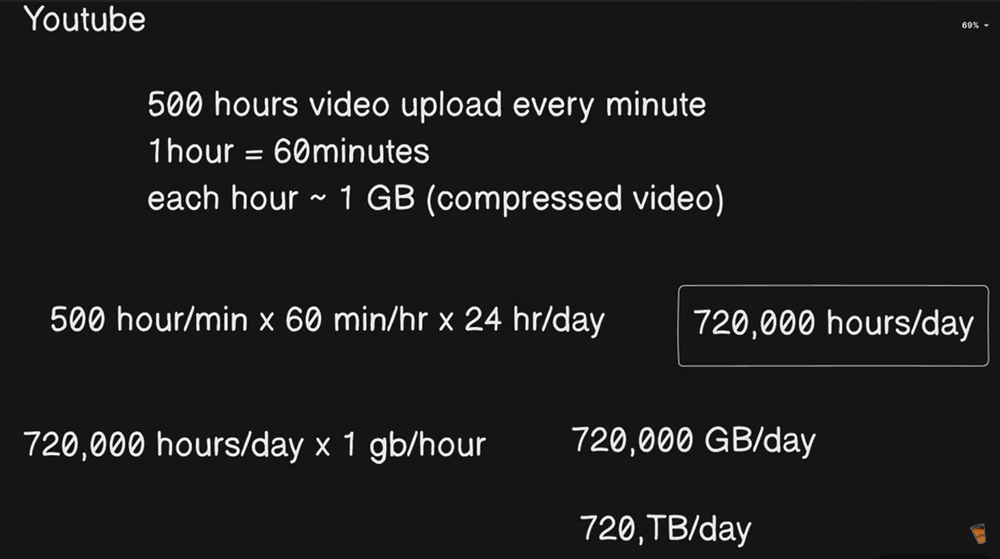 Youtube
69%
500 hours video upload every minute
1hour = 60minutes
each hour ~ 1 GB (compressed video)
500 hour/min x 60 min/hr x 24 hr/day
720,000 hours/day
720,000 hours/day x 1 gb/hour
720,000 GB/day
720,TB/day